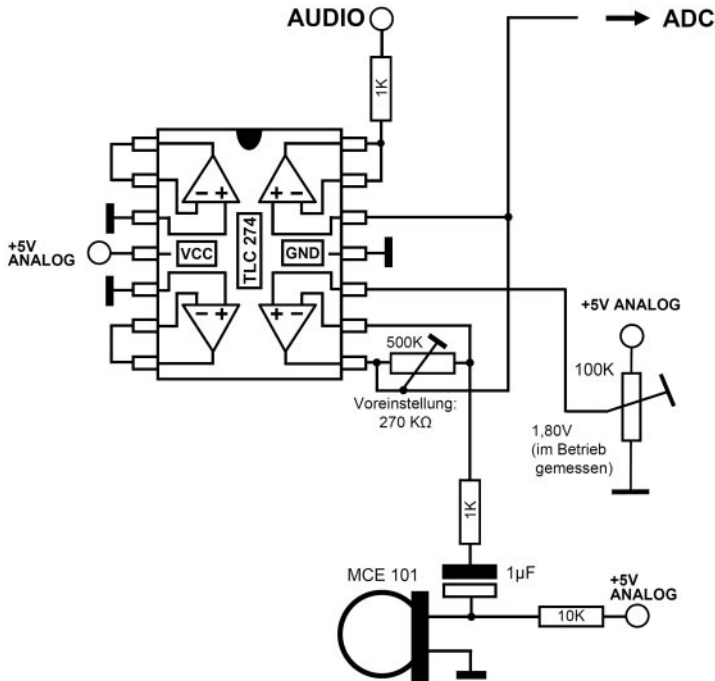 AUDIO
ADC
1K
+5V
ANALOG
VCC
TLC 274
GND
- +
+ -
+ -
- +
+5V ANALOG
500K
100K
Voreinstellung:
270 KΩ
1,80V
(im Betrieb
gemessen)
1K
MCE 101
1µF
+5V
ANALOG
10K